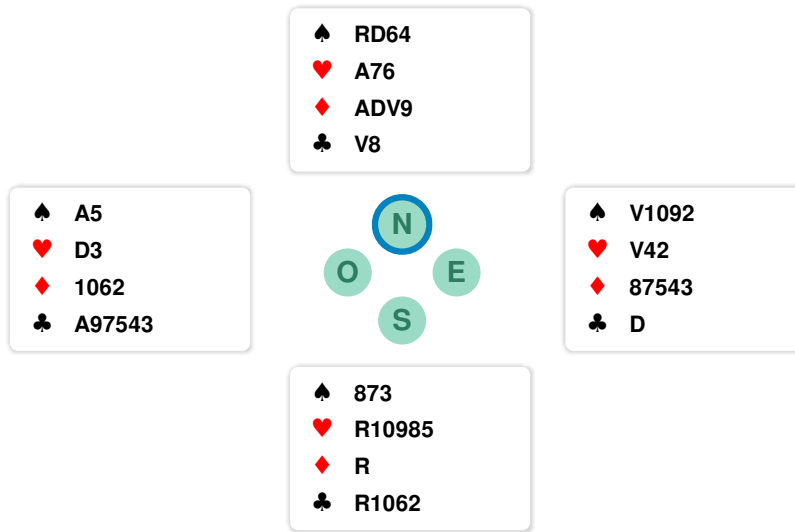 ♠ RD64
♥ A76
♦ ADV9
♣ V8
♠ A5
♥ D3
♦ 1062
♣ A97543
N
O E
S
♠ V1092
♥ V42
♦ 87543
♣ D
♠ 873
♥ R10985
♦ R
♣ R1062